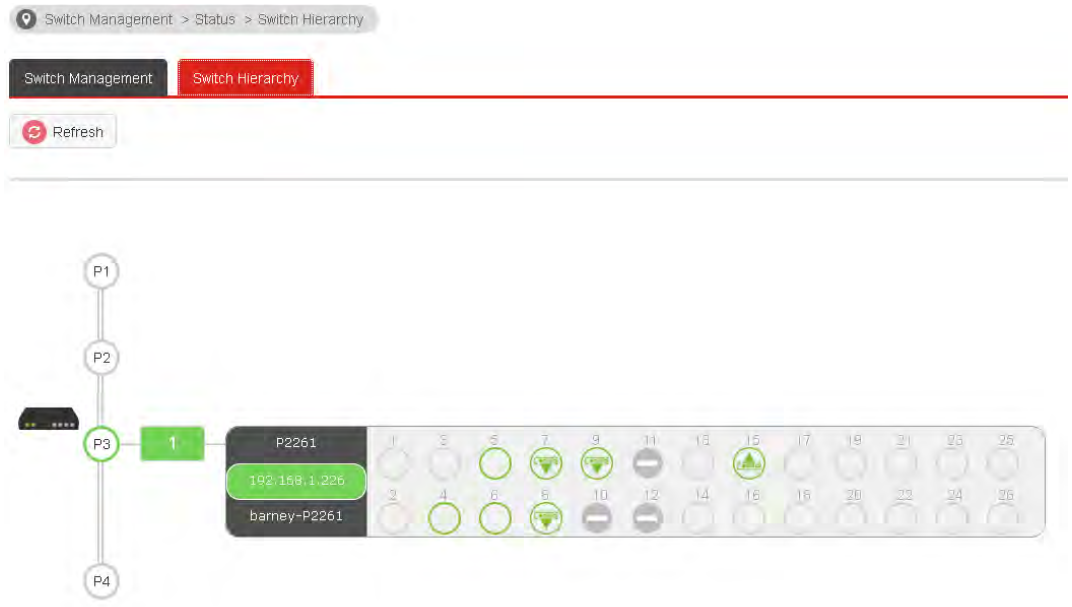 Switch Management > Status > Switch Hierarchy
Switch Management Switch Hierarchy
Refresh
P1
P2
P3
1
P2261
192.168.1.226
barney-P2261
1 3 5 7 9 11 13 15 17 19 21 23 25
2 4 6 8 10 12 14 16 18 20 22 24 26
P4